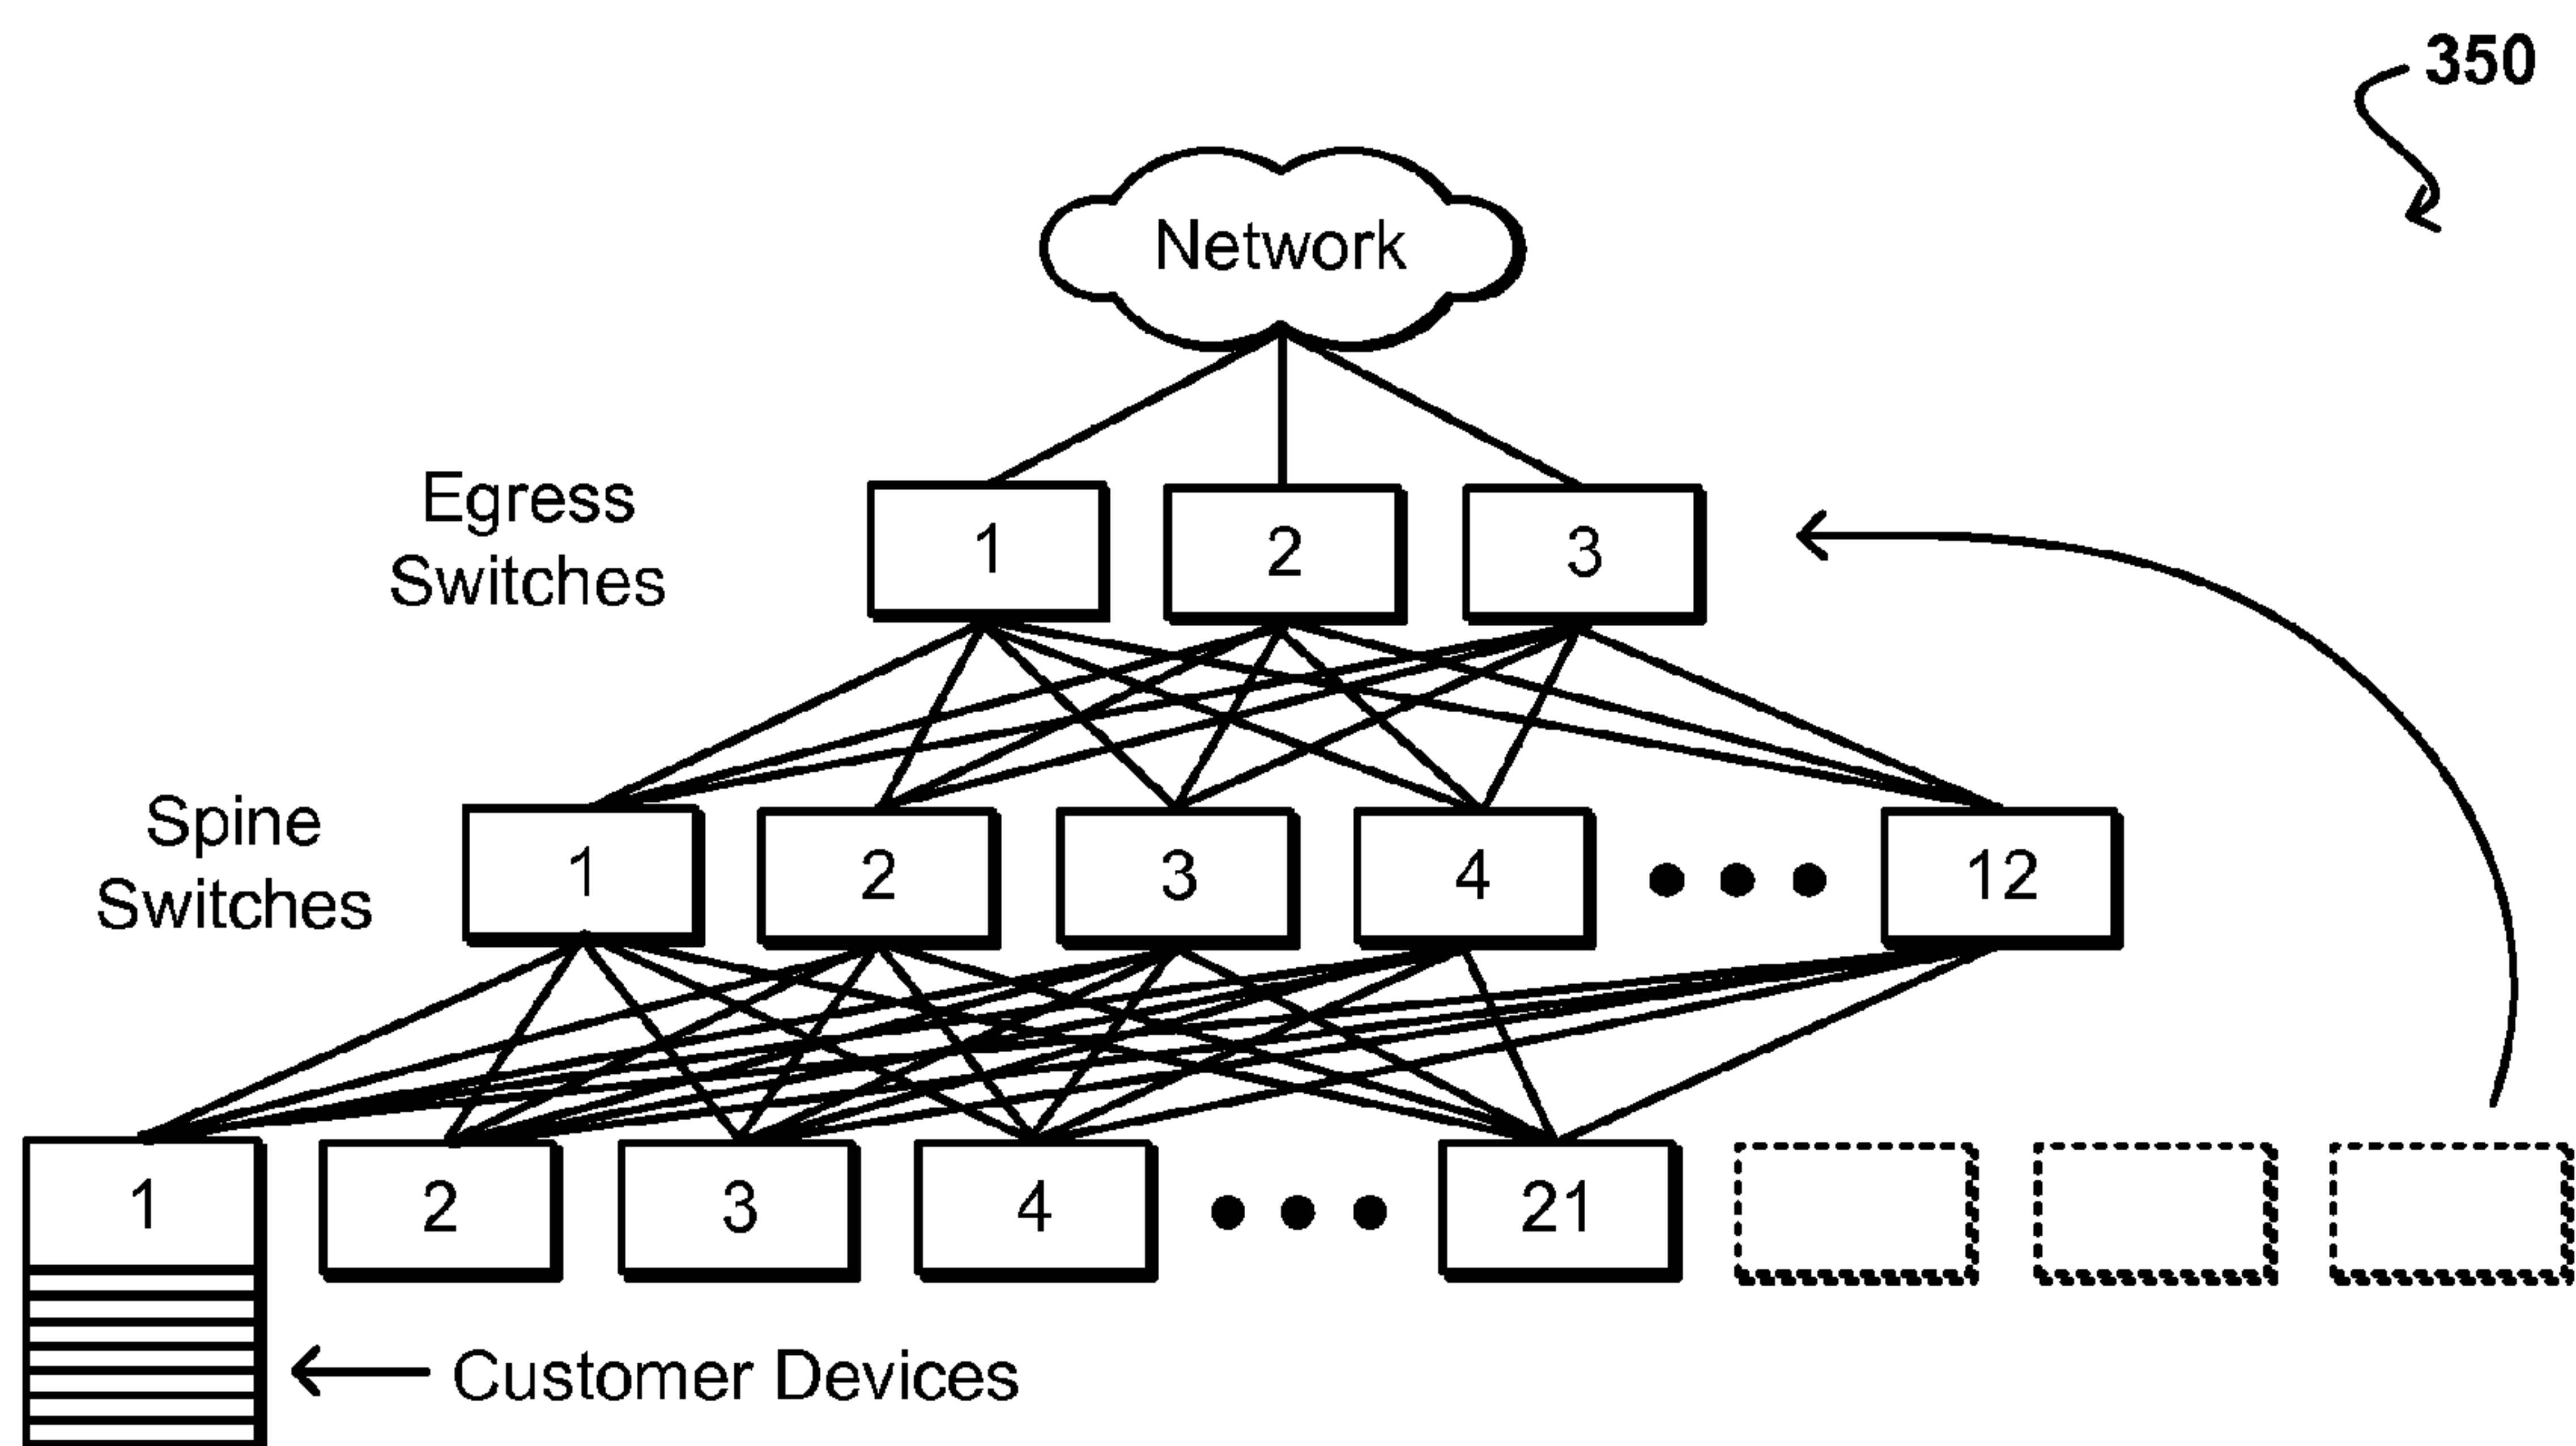 350
Network
Egress
Switches
1
2
3
Spine
Switches
1
2
3
4
12
1
2
3
4
21
Customer Devices